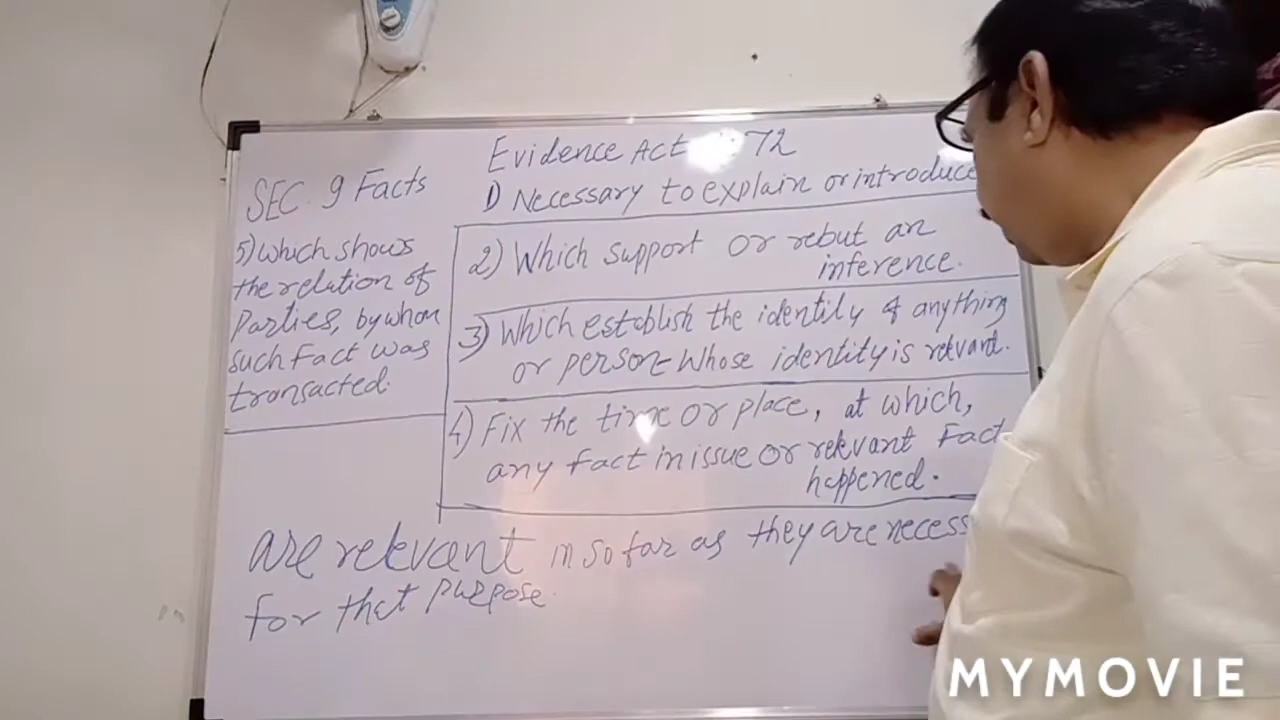 Evidence Act 72
SEC. 9 Facts
1) Necessary to explain or introduce
2) Which support or rebut an
inference.
3) Which establish the identity of anything
or person - Whose identity is relevant.
4) Fix the time or place, at which,
any fact in issue or relevant Fact
happened.
5) Which shows
the relation of
Parties, by whom
such Fact was
transacted.
are relevant in so far as they are necess
for that purpose.
MYMOVIE